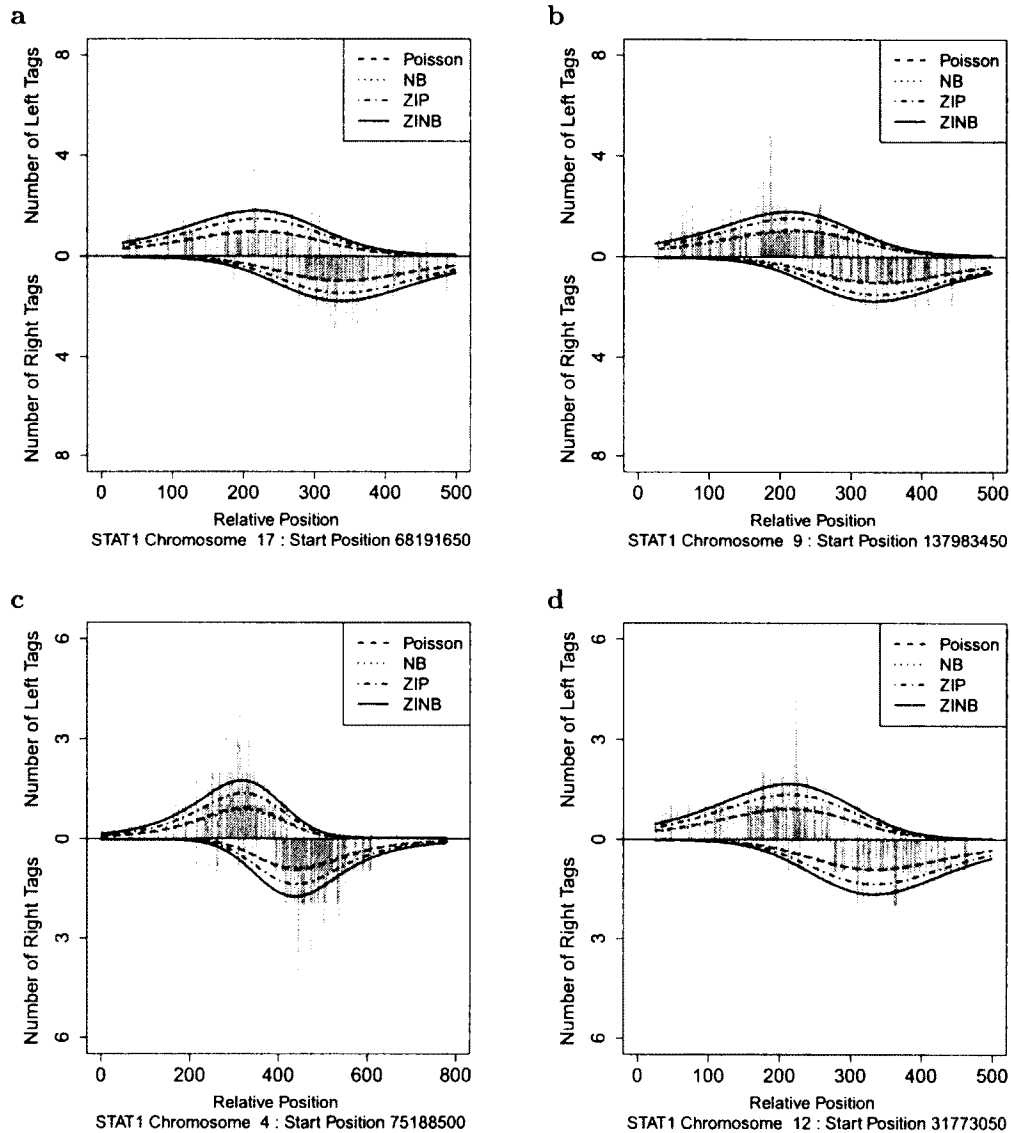 a
8
4
0
4
8
Number of Left Tags
Number of Right Tags
Poisson
NB
ZIP
ZINB
0 100 200 300 400 500
Relative Position
STAT1 Chromosome 17 : Start Position 68191650
b
8
4
0
4
8
Number of Left Tags
Number of Right Tags
Poisson
NB
ZIP
ZINB
0 100 200 300 400 500
Relative Position
STAT1 Chromosome 9 : Start Position 137983450
c
6
3
0
3
6
Number of Left Tags
Number of Right Tags
Poisson
NB
ZIP
ZINB
0 200 400 600 800
Relative Position
STAT1 Chromosome 4 : Start Position 75188500
d
6
3
0
3
6
Number of Left Tags
Number of Right Tags
Poisson
NB
ZIP
ZINB
0 100 200 300 400 500
Relative Position
STAT1 Chromosome 12 : Start Position 31773050